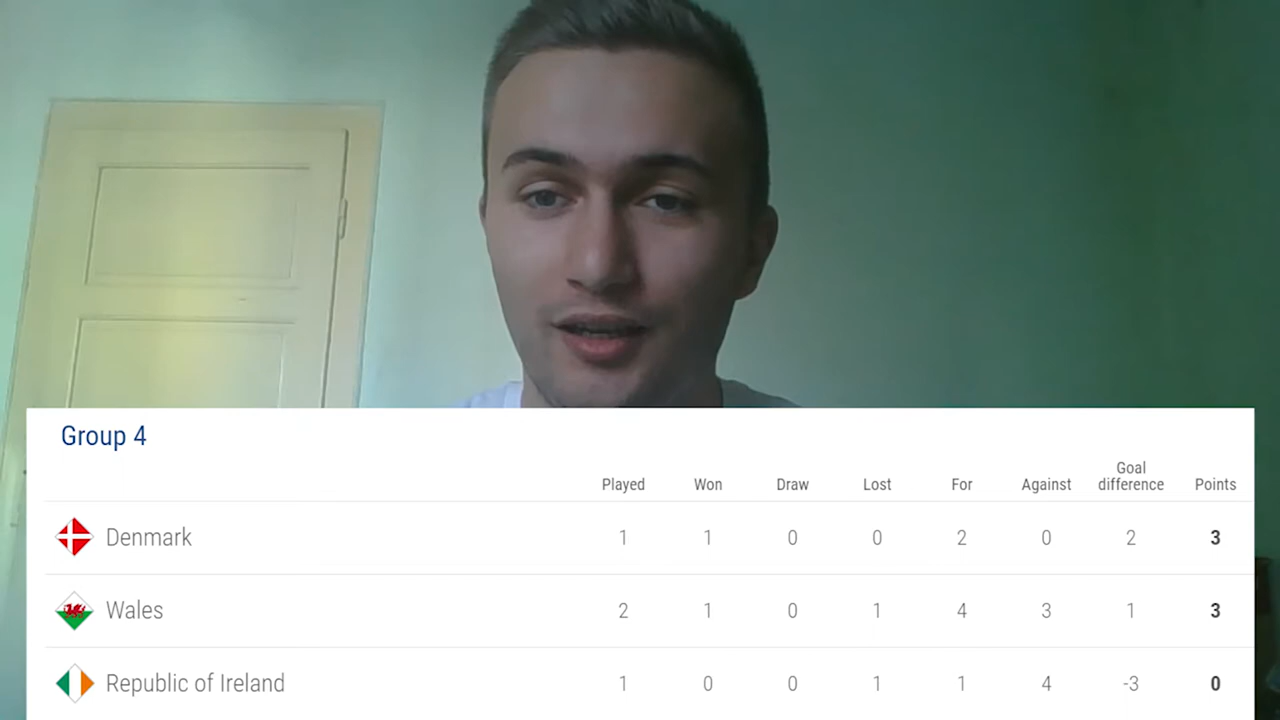 Group 4
Played Won Draw Lost For Against Goal difference Points
Denmark 1 1 0 0 2 0 2 3
Wales 2 1 0 1 4 3 1 3
Republic of Ireland 1 0 0 1 1 4 -3 0